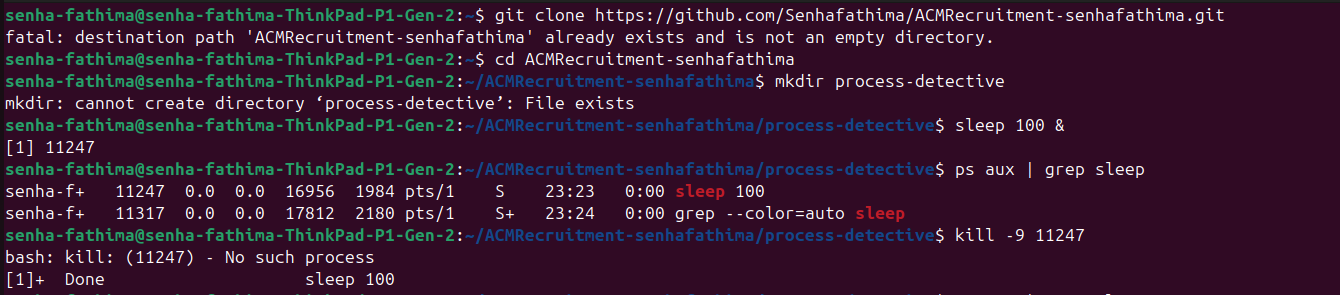 senha-fathima@senha-fathima-ThinkPad-P1-Gen-2:~$ git clone https://github.com/Senhafathima/ACMRecruitment-senhafathima.git
fatal: destination path 'ACMRecruitment-senhafathima' already exists and is not an empty directory.
senha-fathima@senha-fathima-ThinkPad-P1-Gen-2:~$ cd ACMRecruitment-senhafathima
senha-fathima@senha-fathima-ThinkPad-P1-Gen-2:~/ACMRecruitment-senhafathima$ mkdir process-detective
mkdir: cannot create directory ‘process-detective’: File exists
senha-fathima@senha-fathima-ThinkPad-P1-Gen-2:~/ACMRecruitment-senhafathima/process-detective$ sleep 100 &
[1] 11247
senha-fathima@senha-fathima-ThinkPad-P1-Gen-2:~/ACMRecruitment-senhafathima/process-detective$ ps aux | grep sleep
senha-f+   11247  0.0  0.0  16956  1984 pts/1    S    23:23   0:00 sleep 100
senha-f+   11317  0.0  0.0  17812  2180 pts/1    S+   23:24   0:00 grep --color=auto sleep
senha-fathima@senha-fathima-ThinkPad-P1-Gen-2:~/ACMRecruitment-senhafathima/process-detective$ kill -9 11247
bash: kill: (11247) - No such process
[1]+  Done                    sleep 100